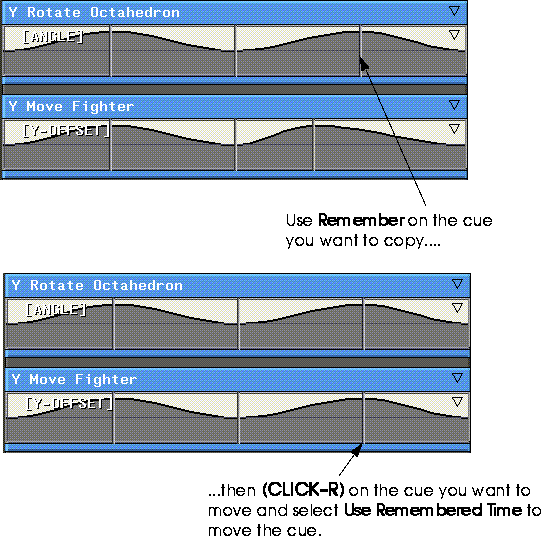 Y Rotate Octahedron
[ANGLE]
Y Move Fighter
[Y-OFFSET]
Use Remember on the cue
you want to copy....
Y Rotate Octahedron
[ANGLE]
Y Move Fighter
[Y-OFFSET]
...then (CLICK-R) on the cue you want to
move and select Use Remembered Time to
move the cue.